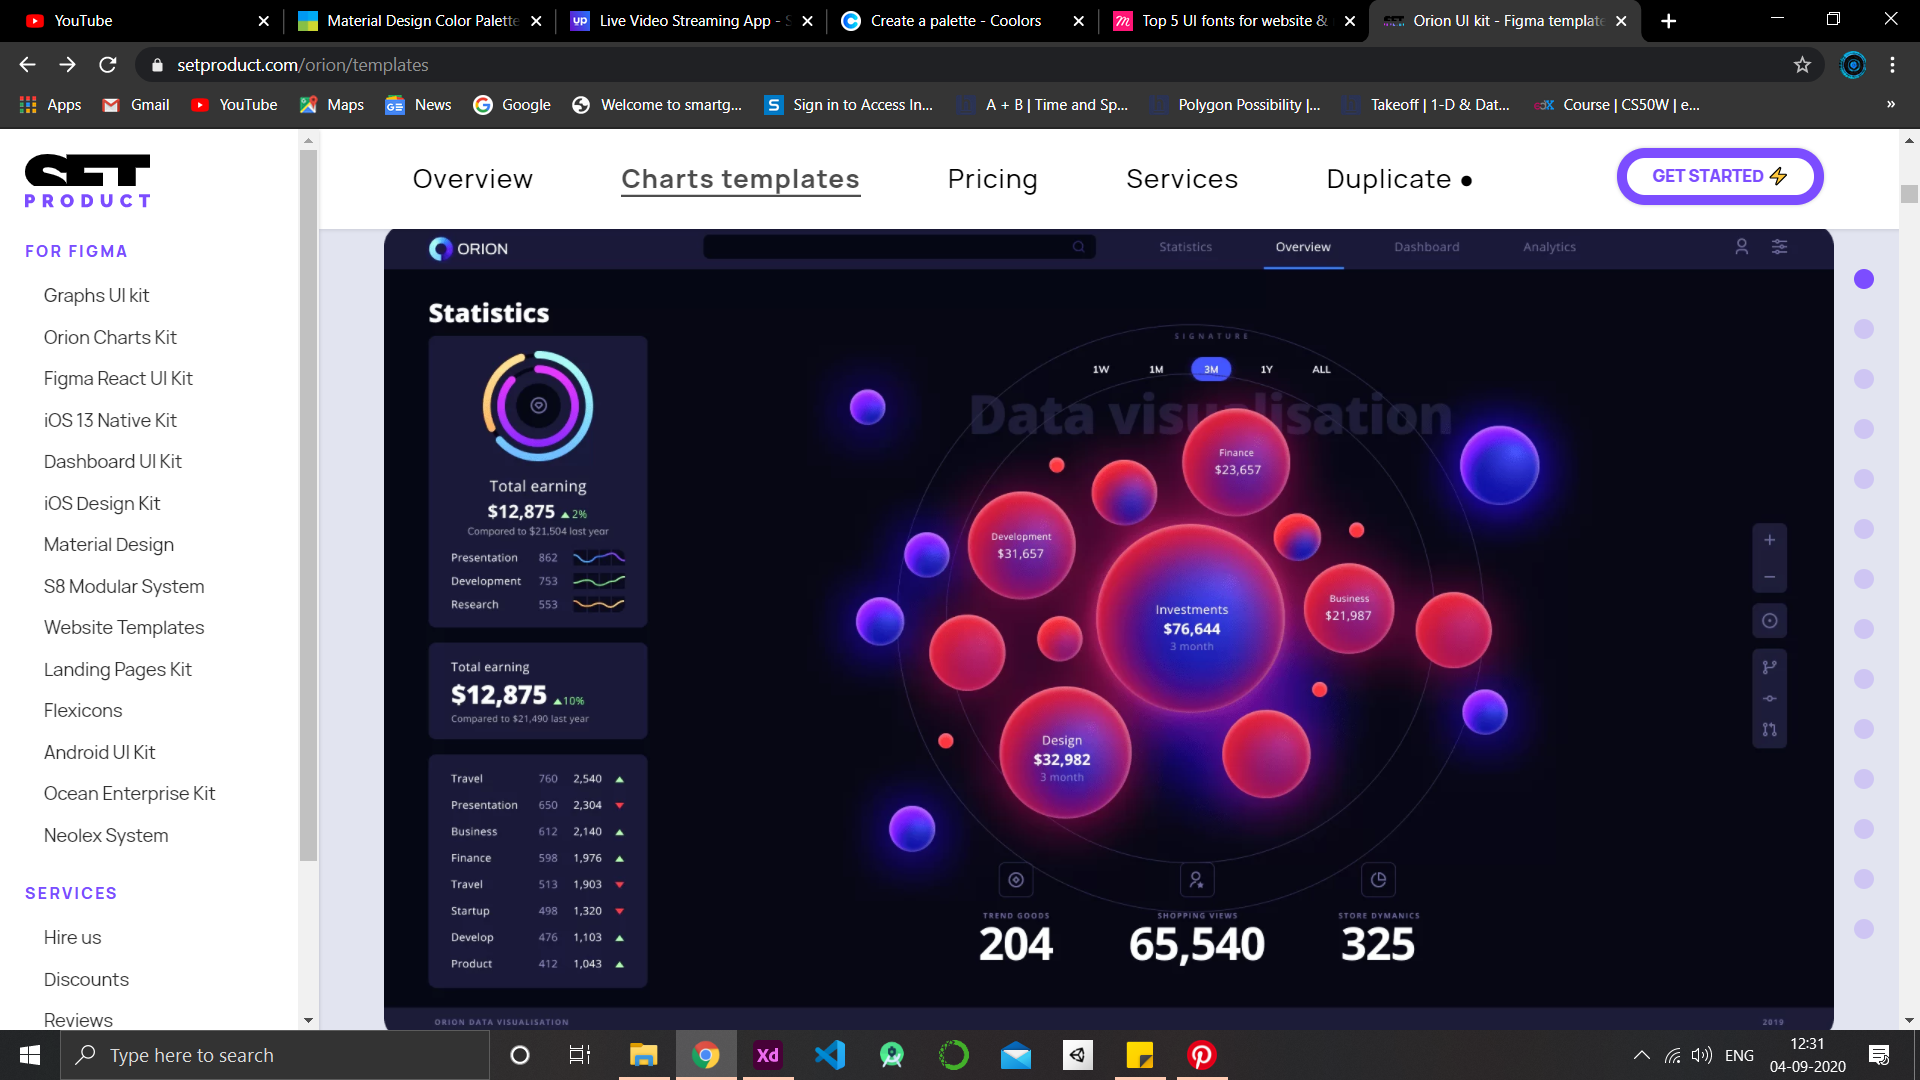 YouTube
Material Design Color Palette
Live Video Streaming App - S
Create a palette - Coolors
Top 5 UI fonts for website &
Orion UI kit - Figma template
setproduct.com/orion/templates
Apps
Gmail
YouTube
Maps
News
Google
Welcome to smartg...
Sign in to Access In...
A + B | Time and Sp...
Polygon Possibility |...
Takeoff | 1-D & Dat...
Course | CS50W | e...
SET
PRODUCT
Overview
Charts templates
Pricing
Services
Duplicate ●
GET STARTED ⚡
FOR FIGMA
Graphs UI kit
Orion Charts Kit
Figma React UI Kit
iOS 13 Native Kit
Dashboard UI Kit
iOS Design Kit
Material Design
S8 Modular System
Website Templates
Landing Pages Kit
Flexicons
Android UI Kit
Ocean Enterprise Kit
Neolex System
SERVICES
Hire us
Discounts
Reviews
ORION
Statistics
Overview
Dashboard
Analytics
Statistics
Total earning
$12,875 ▲2%
Compared to $21,504 last year
Presentation 862
Development 753
Research 553
Total earning
$12,875 ▲10%
Compared to $21,490 last year
Travel 760 2,540 ▲
Presentation 650 2,304 ▼
Business 612 2,140 ▲
Finance 598 1,976 ▲
Travel 513 1,903 ▼
Startup 498 1,320 ▼
Develop 476 1,103 ▲
Product 412 1,043 ▲
SIGNATURE
1W 1M 3M 1Y ALL
Data visualisation
Finance
$23,657
Development
$31,657
Investments
$76,644
3 month
Business
$21,987
Design
$32,982
3 month
TREND GOODS
204
SHOPPING VIEWS
65,540
STORE DYMANICS
325
ORION DATA VISUALISATION
2019
Type here to search
Xd
ENG
12:31
04-09-2020